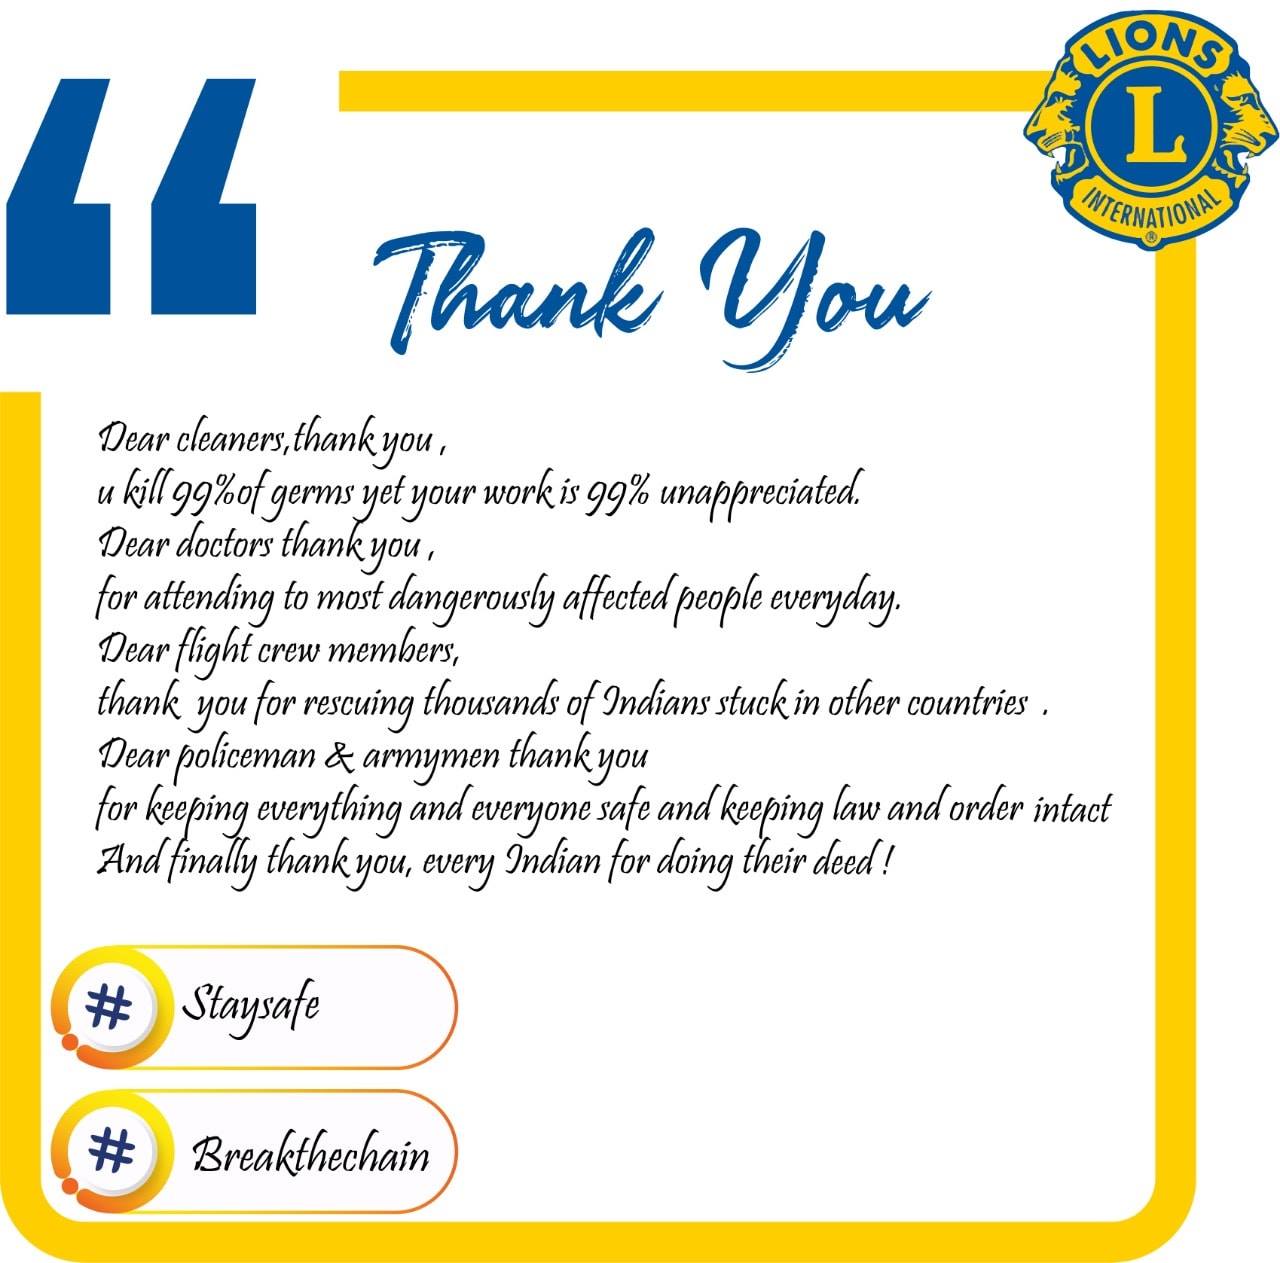 LIONS
L
INTERNATIONAL
®
Thank You
Dear cleaners,thank you ,
u kill 99%of germs yet your work is 99% unappreciated.
Dear doctors thank you ,
for attending to most dangerously affected people everyday.
Dear flight crew members,
thank you for rescuing thousands of Indians stuck in other countries .
Dear policeman & armymen thank you
for keeping everything and everyone safe and keeping law and order intact
And finally thank you, every Indian for doing their deed !
# Staysafe
# Breakthechain